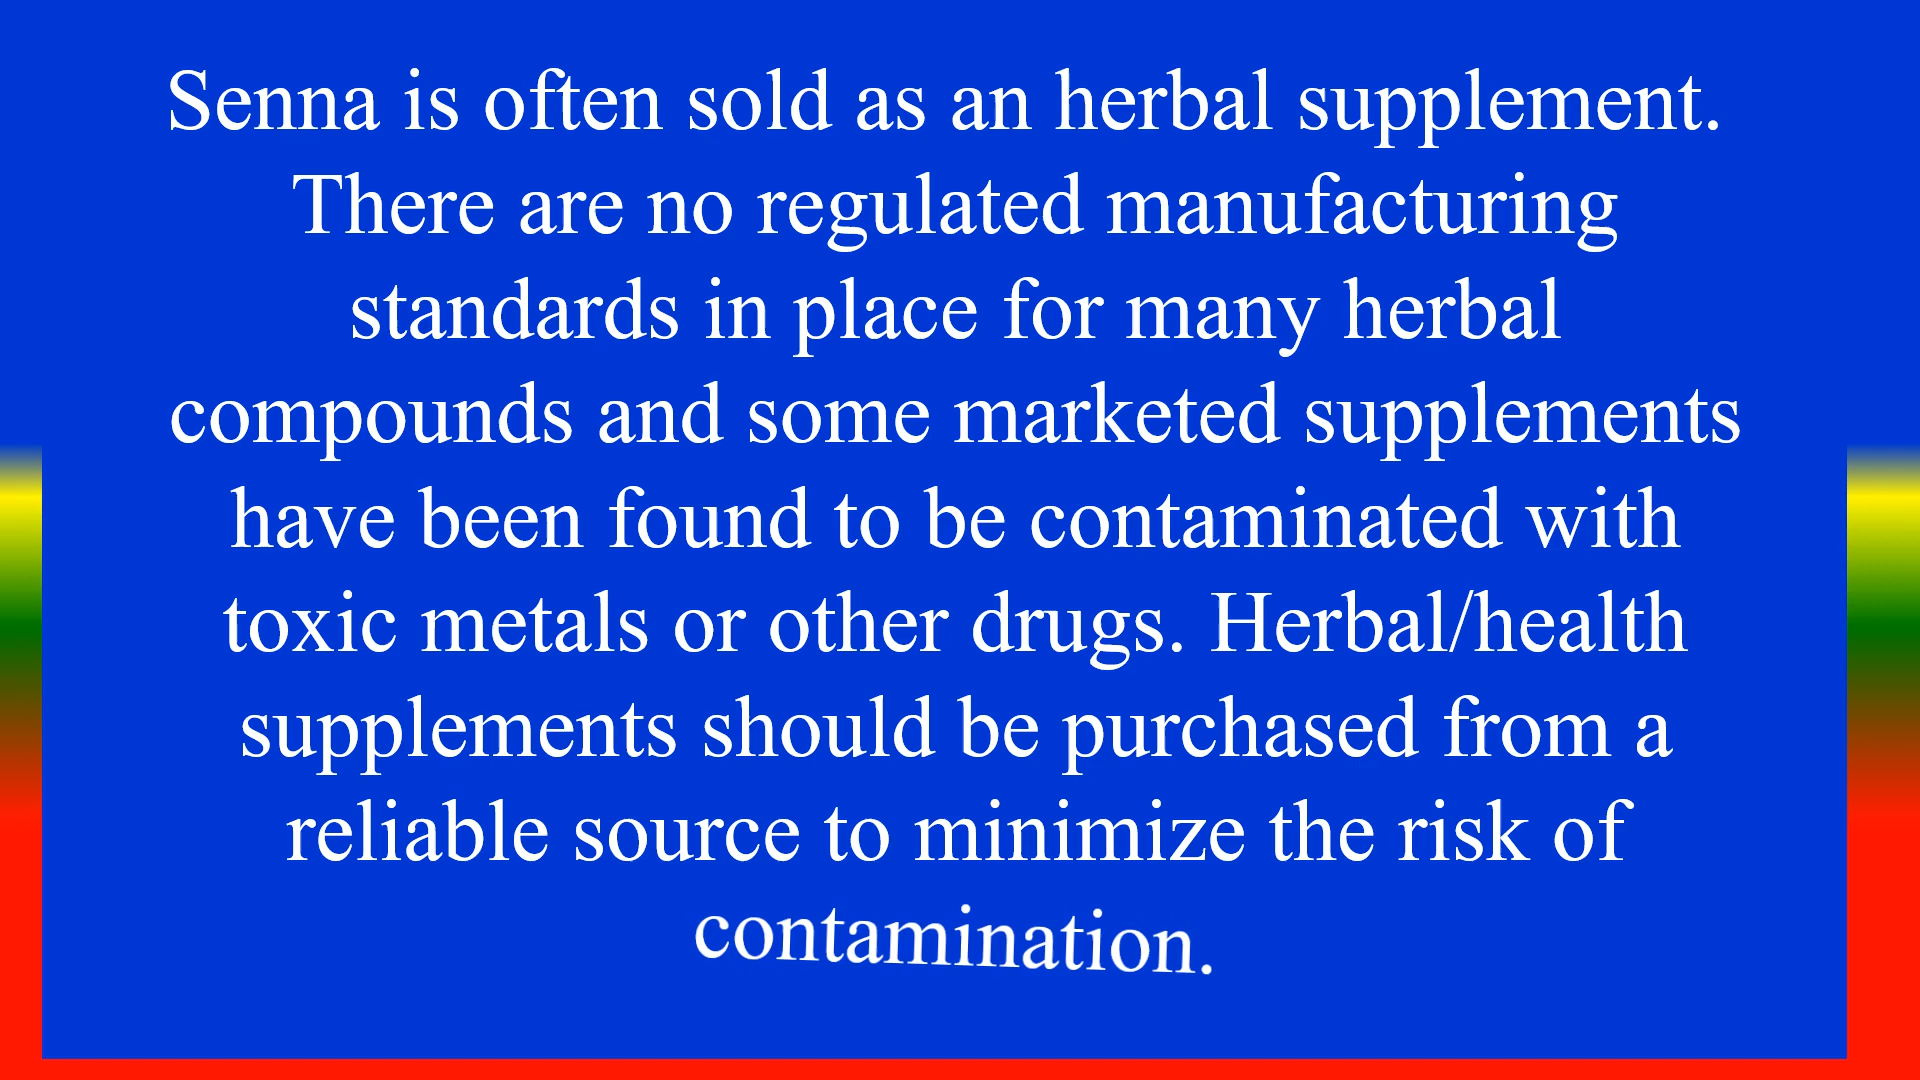 Senna is often sold as an herbal supplement.
There are no regulated manufacturing
standards in place for many herbal
compounds and some marketed supplements
have been found to be contaminated with
toxic metals or other drugs. Herbal/health
supplements should be purchased from a
reliable source to minimize the risk of
contamination.